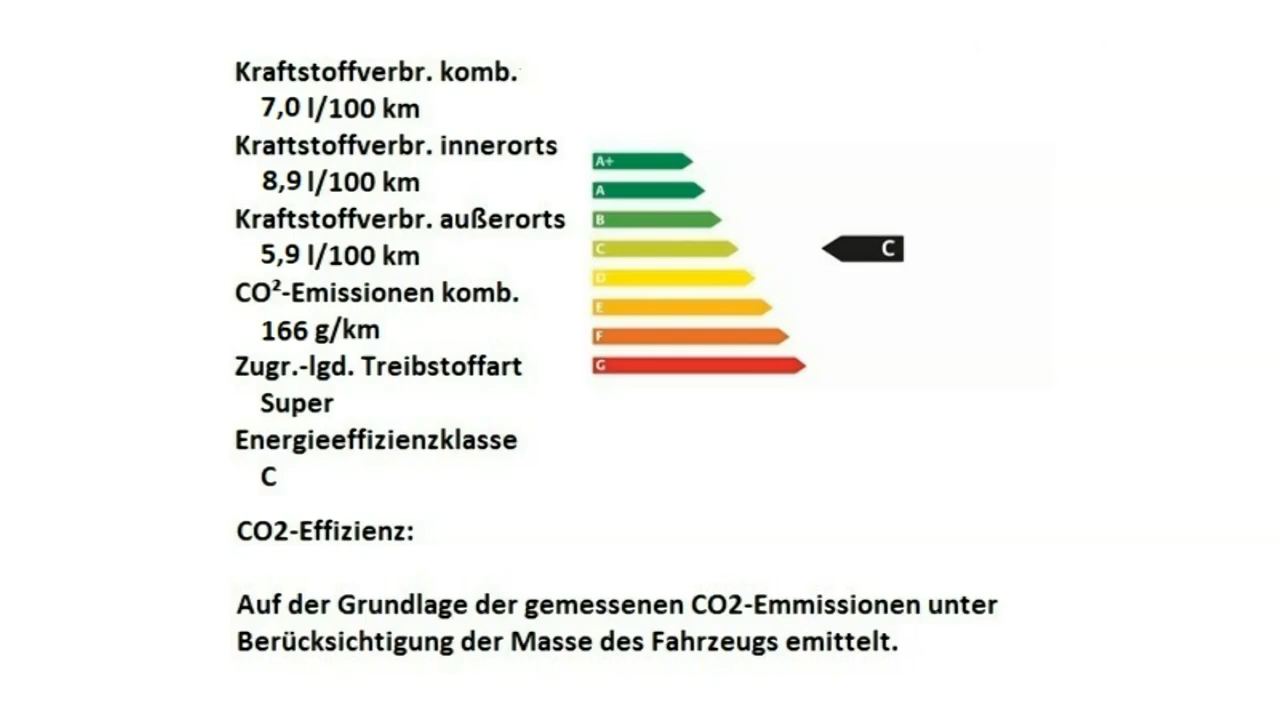 Kraftstoffverbr. komb.
7,0 l/100 km
Krattstoffverbr. innerorts
8,9 l/100 km
Kraftstoffverbr. außerorts
5,9 l/100 km
CO²-Emissionen komb.
166 g/km
Zugr.-lgd. Treibstoffart
Super
Energieeffizienzklasse
C
A+
A
B
C
D
E
F
G
C
CO2-Effizienz:
Auf der Grundlage der gemessenen CO2-Emmissionen unter
Berücksichtigung der Masse des Fahrzeugs emittelt.